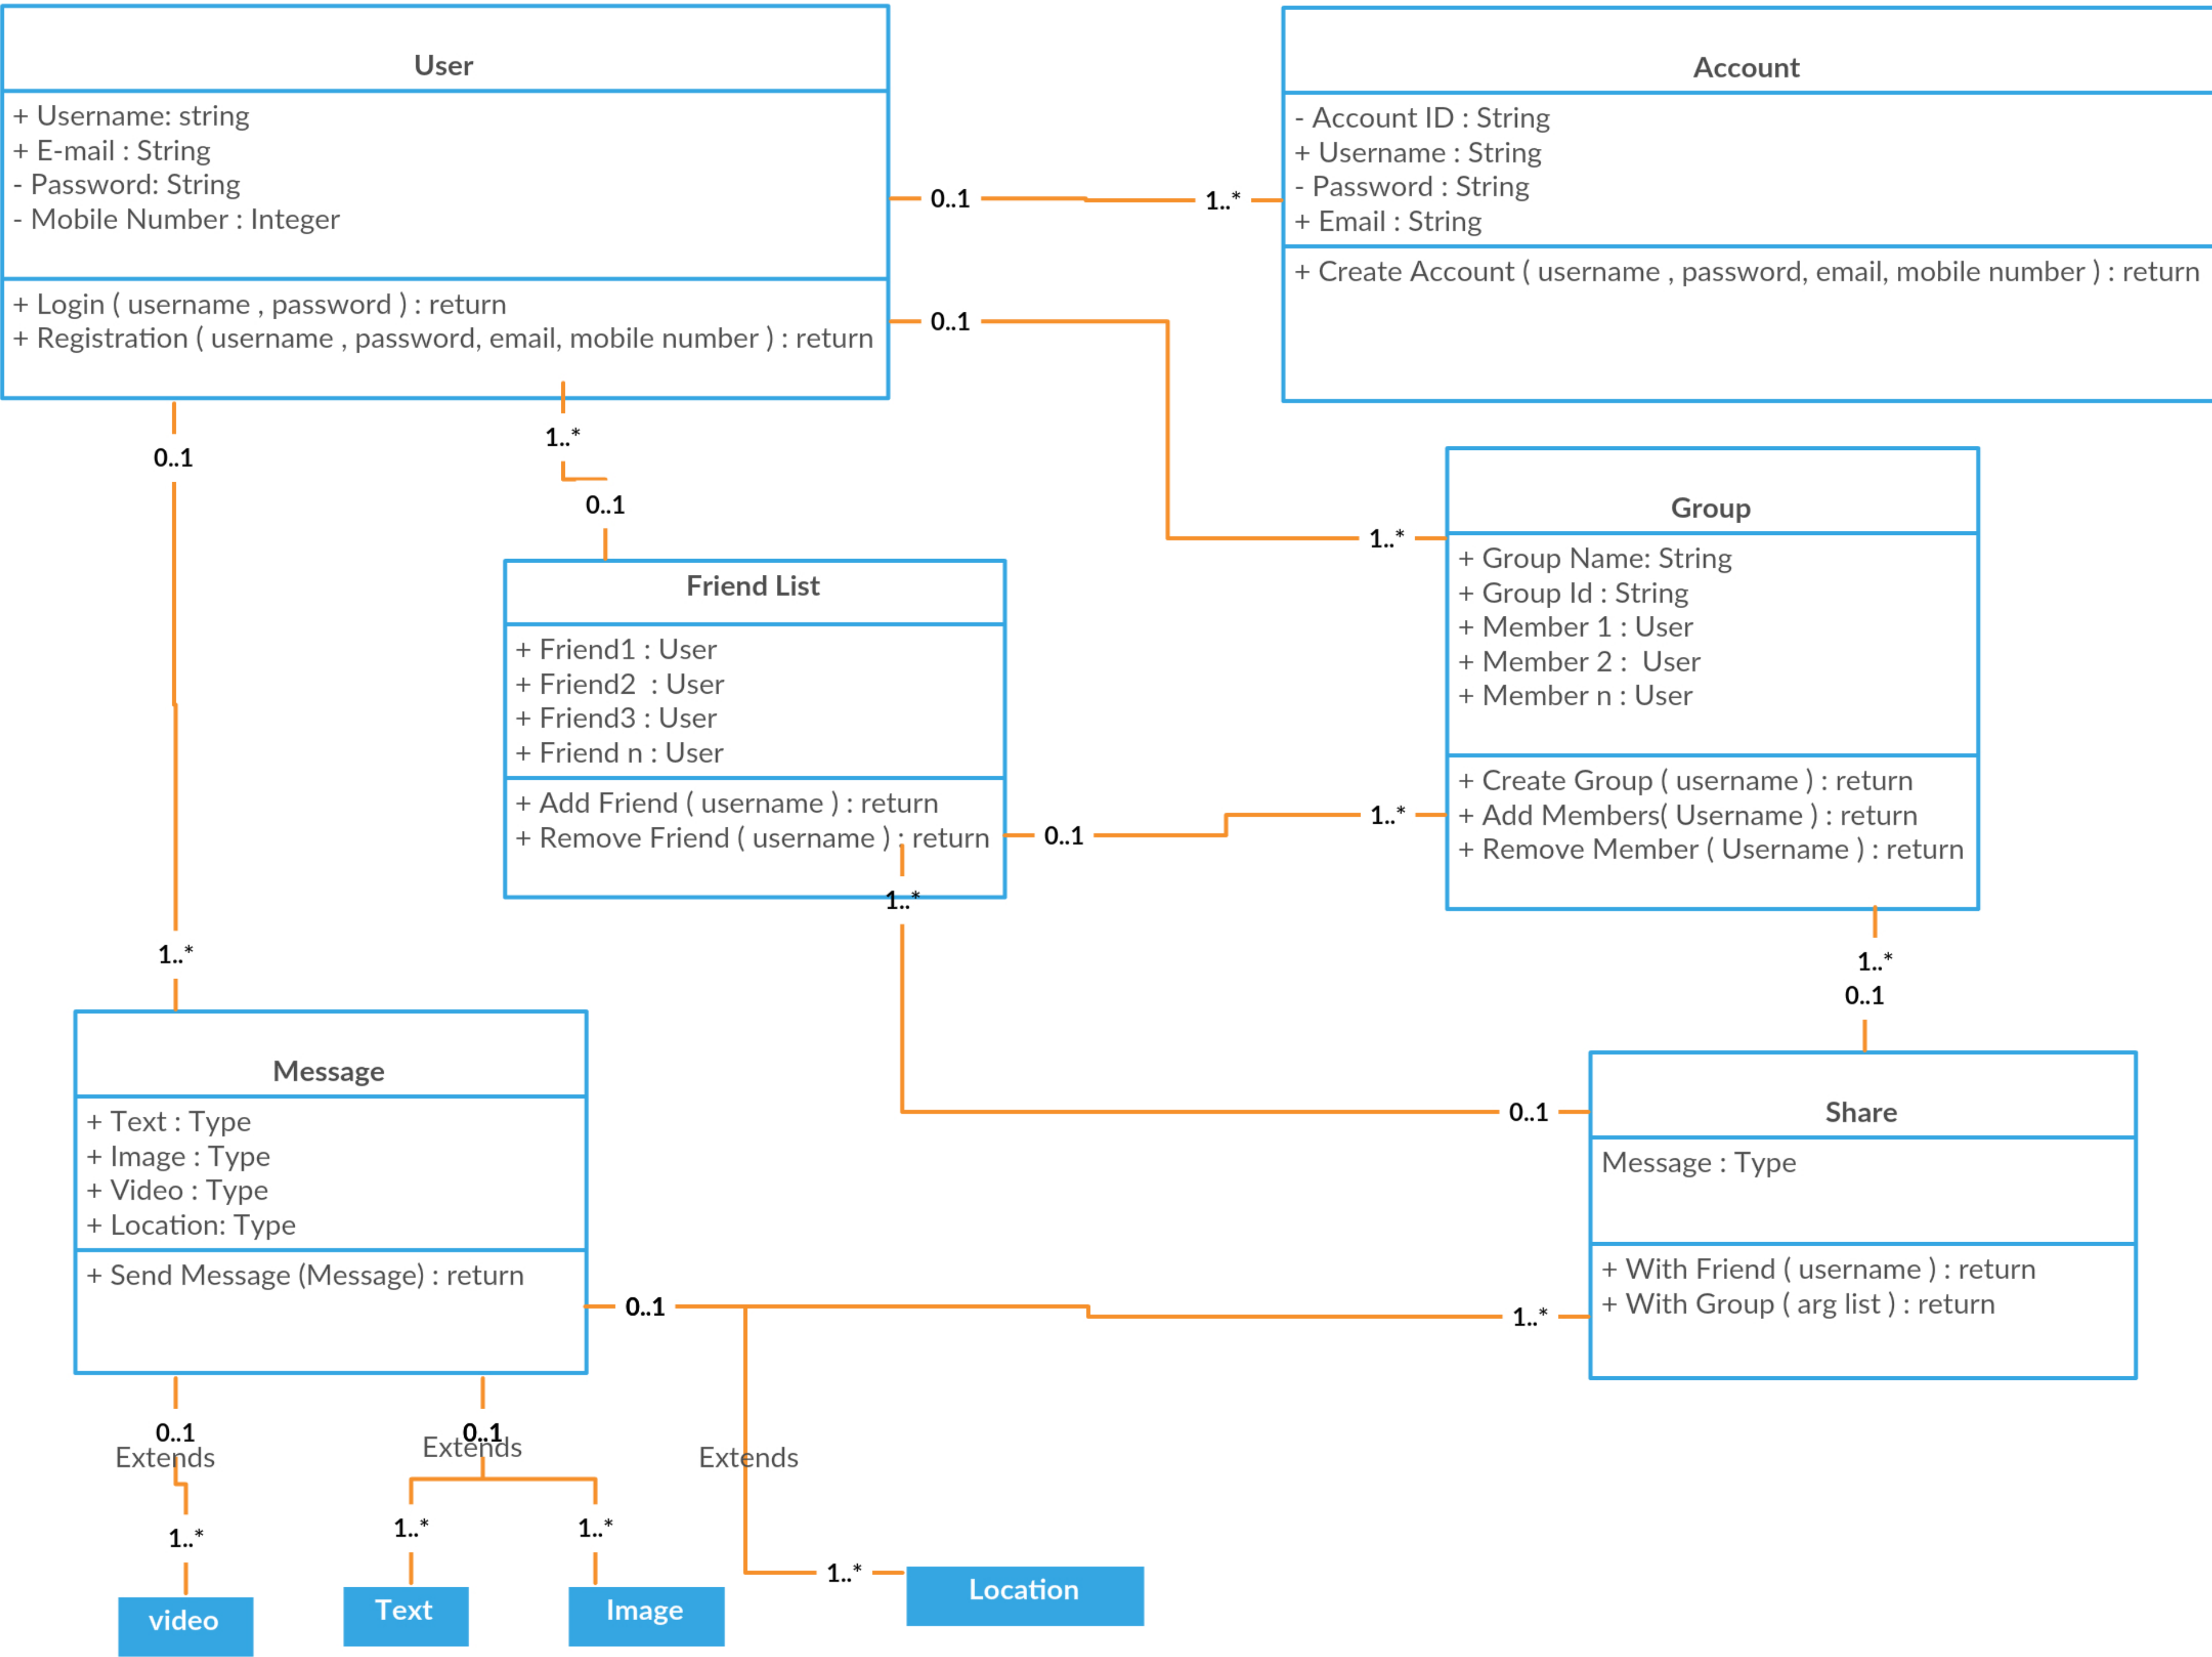 User
+ Username: string
+ E-mail : String
- Password: String
- Mobile Number : Integer
+ Login ( username , password ) : return
+ Registration ( username , password, email, mobile number ) : return
Account
- Account ID : String
+ Username : String
- Password : String
+ Email : String
+ Create Account ( username , password, email, mobile number ) : return
0..1
1..*
0..1
1..*
0..1
1..*
0..1
1..*
Friend List
+ Friend1 : User
+ Friend2  : User
+ Friend3 : User
+ Friend n : User
+ Add Friend ( username ) : return
+ Remove Friend ( username ) : return
Group
+ Group Name: String
+ Group Id : String
+ Member 1 : User
+ Member 2 :  User
+ Member n : User
+ Create Group ( username ) : return
+ Add Members( Username ) : return
+ Remove Member ( Username ) : return
0..1
1..*
1..*
0..1
1..*
0..1
Message
+ Text : Type
+ Image : Type
+ Video : Type
+ Location: Type
+ Send Message (Message) : return
Share
Message : Type
+ With Friend ( username ) : return
+ With Group ( arg list ) : return
0..1
1..*
0..1
Extends
0..1
Extends
Extends
1..*
1..*
1..*
1..*
video
Text
Image
Location